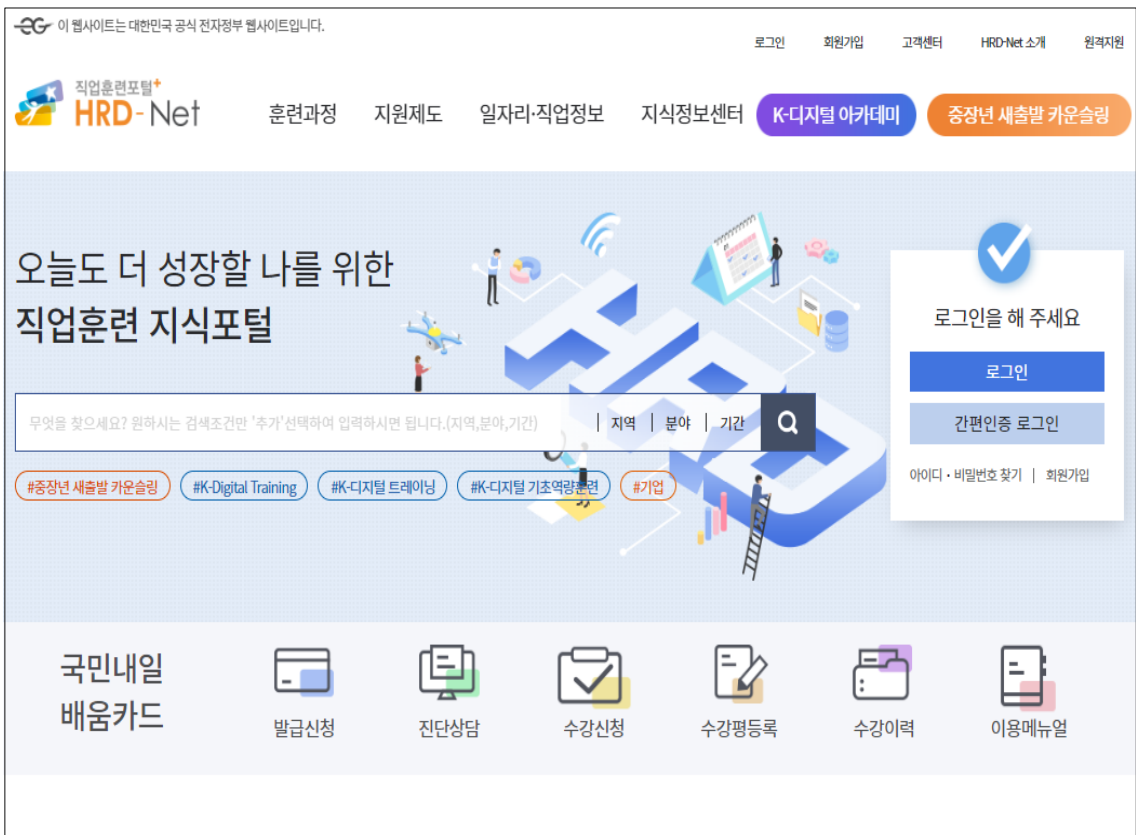 이 웹사이트는 대한민국 공식 전자정부 웹사이트입니다.
로그인 회원가입 고객센터 HRD-Net 소개 원격지원
직업훈련포털+
HRD-Net
훈련과정 지원제도 일자리·직업정보 지식정보센터 K-디지털 아카데미 중장년 새출발 카운슬링
오늘도 더 성장할 나를 위한
직업훈련 지식포털
무엇을 찾으세요? 원하시는 검색조건만 '추가'선택하여 입력하시면 됩니다.(지역,분야,기간) | 지역 | 분야 | 기간
#중장년 새출발 카운슬링 #K-Digital Training #K-디지털 트레이닝 #K-디지털 기초역량훈련 #기업
HRD
로그인을 해 주세요
로그인
간편인증 로그인
아이디・비밀번호 찾기 | 회원가입
국민내일
배움카드
발급신청 진단상담 수강신청 수강평등록 수강이력 이용메뉴얼